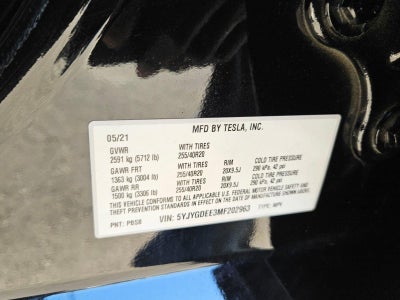 MFD BY TESLA, INC.
05/21
GVWR WITH TIRES
2591 kg (5712 lb) 255/40R20
GAWR FRT WITH TIRES RIM COLD TIRE PRESSURE
1363 kg (3004 lb) 255/40R20 20X9.5J 290 kPa, 42 psi
GAWR RR WITH TIRES RIM COLD TIRE PRESSURE
1500 kg (3306 lb) 255/40R20 20X9.5J 290 kPa, 42 psi
THIS VEHICLE CONFORMS TO ALL APPLICABLE U.S. FEDERAL MOTOR VEHICLE SAFETY AND
THEFT PREVENTION STANDARDS IN EFFECT ON THE DATE OF MANUFACTURE SHOWN ABOVE.
PNT: PBSB VIN: 5YJYGDEE3MF202963 TYPE: MPV